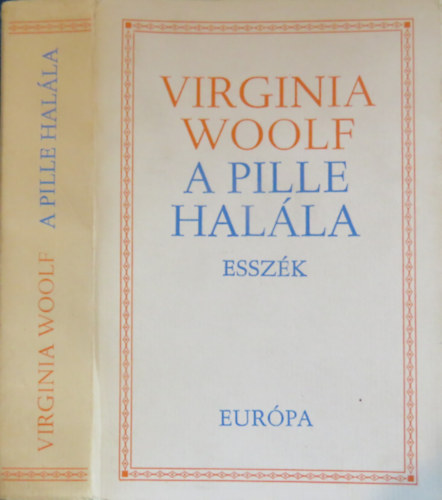 VIRGINIA WOOLF A PILLE HALÁLA
VIRGINIA
WOOLF
A PILLE
HALÁLA
ESSZÉK
EURÓPA